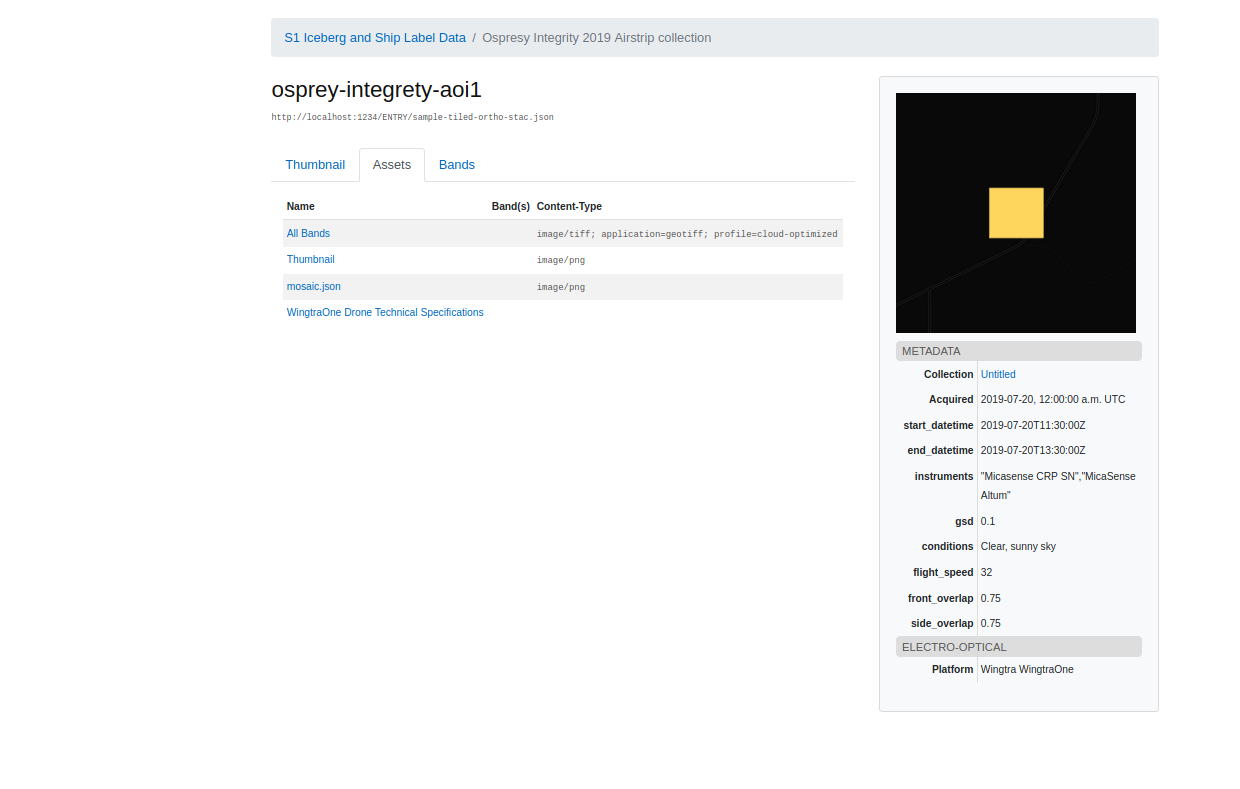 S1 Iceberg and Ship Label Data / Ospresy Integrity 2019 Airstrip collection
osprey-integrety-aoi1
http://localhost:1234/ENTRY/sample-tiled-ortho-stac.json
Thumbnail Assets Bands
Name Band(s) Content-Type
All Bands image/tiff; application=geotiff; profile=cloud-optimized
Thumbnail image/png
mosaic.json image/png
WingtraOne Drone Technical Specifications
METADATA
Collection Untitled
Acquired 2019-07-20, 12:00:00 a.m. UTC
start_datetime 2019-07-20T11:30:00Z
end_datetime 2019-07-20T13:30:00Z
instruments "Micasense CRP SN","MicaSense
Altum"
gsd 0.1
conditions Clear, sunny sky
flight_speed 32
front_overlap 0.75
side_overlap 0.75
ELECTRO-OPTICAL
Platform Wingtra WingtraOne